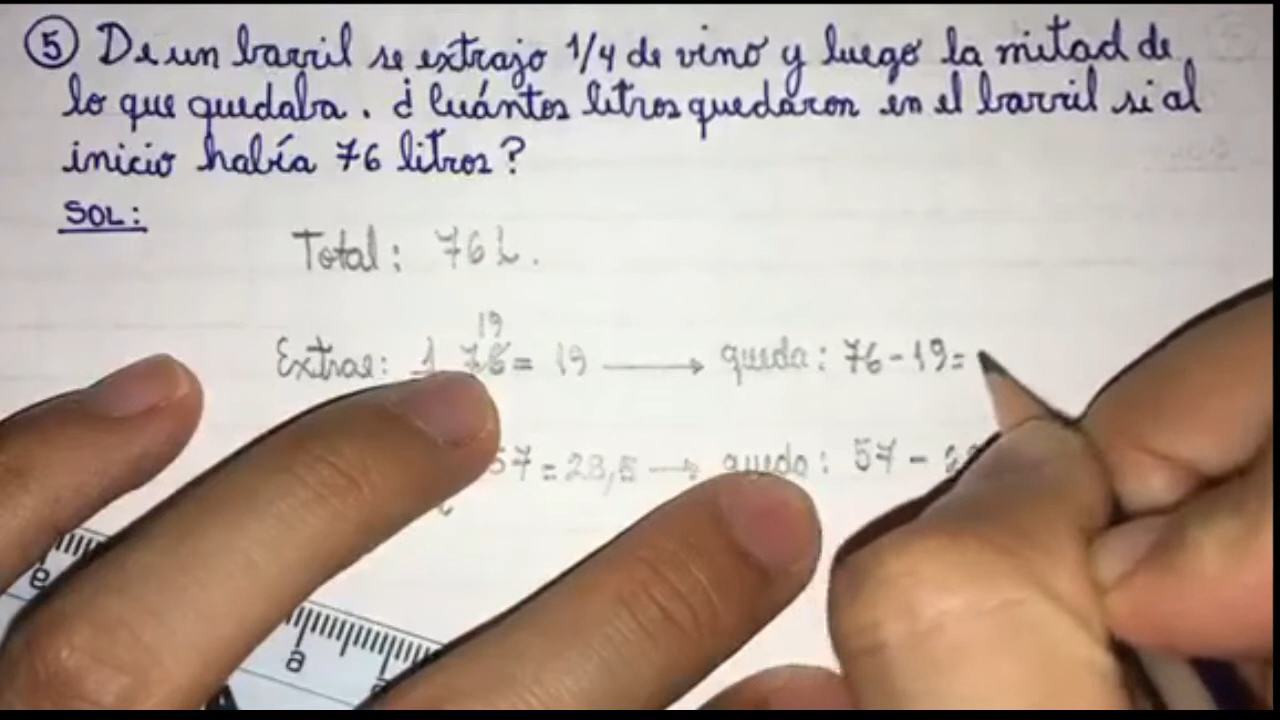 5 De un barril se extrajo 1/4 de vino y luego la mitad de
lo que quedaba. ¿Cuántos litros quedaron en el barril si al
inicio había 76 litros?
SOL:
Total: 76 L.
19
Extrae: 1 76 = 19 → queda: 76 - 19 =
57 = 28,5 → queda: 57 -